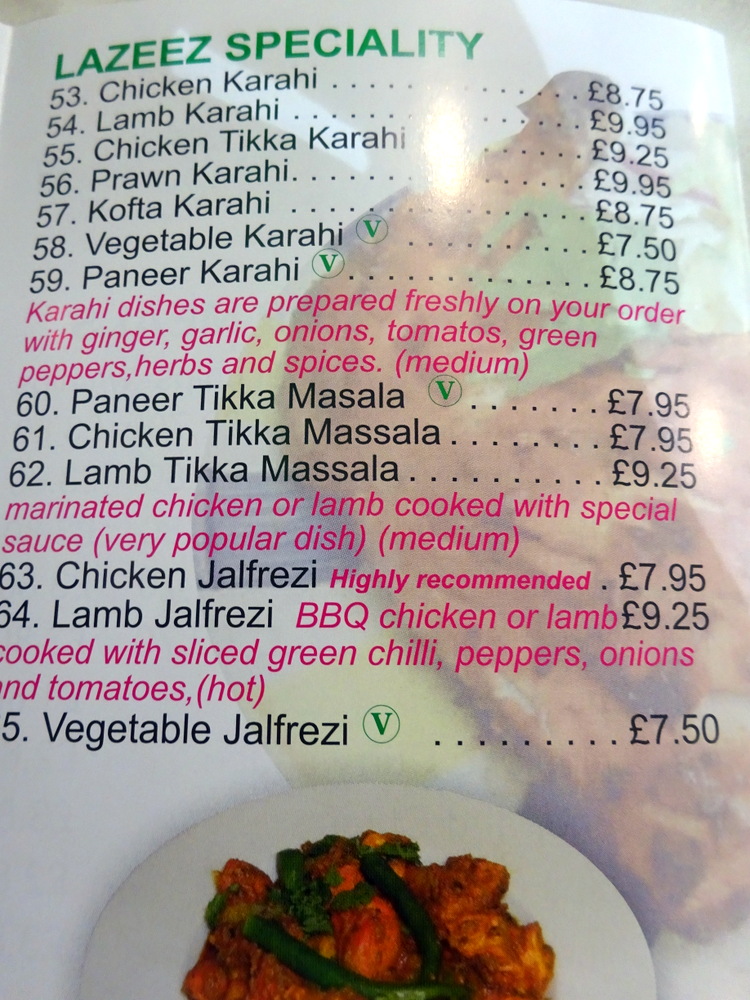 LAZEEZ SPECIALITY
53. Chicken Karahi . . . . . . . . . . . . . . . . . £8.75
54. Lamb Karahi . . . . . . . . . . . . . . . . . . . £9.95
55. Chicken Tikka Karahi . . . . . . £9.25
56. Prawn Karahi. . . . . . . . . . . . . . . . . . . £9.95
57. Kofta Karahi . . . . . . . . . . . . . . . . . . . £8.75
58. Vegetable Karahi V . . . . . . . . . . . £7.50
59. Paneer Karahi V . . . . . . . . . . . . . . £8.75
Karahi dishes are prepared freshly on your order
with ginger, garlic, onions, tomatos, green
peppers,herbs and spices. (medium)
60. Paneer Tikka Masala V . . . . . . . £7.95
61. Chicken Tikka Massala . . . . . . . . £7.95
62. Lamb Tikka Massala . . . . . . . . . . £9.25
marinated chicken or lamb cooked with special
sauce (very popular dish) (medium)
63. Chicken Jalfrezi Highly recommended . £7.95
64. Lamb Jalfrezi BBQ chicken or lamb £9.25
cooked with sliced green chilli, peppers, onions
and tomatoes,(hot)
5. Vegetable Jalfrezi V . . . . . . . . . £7.50